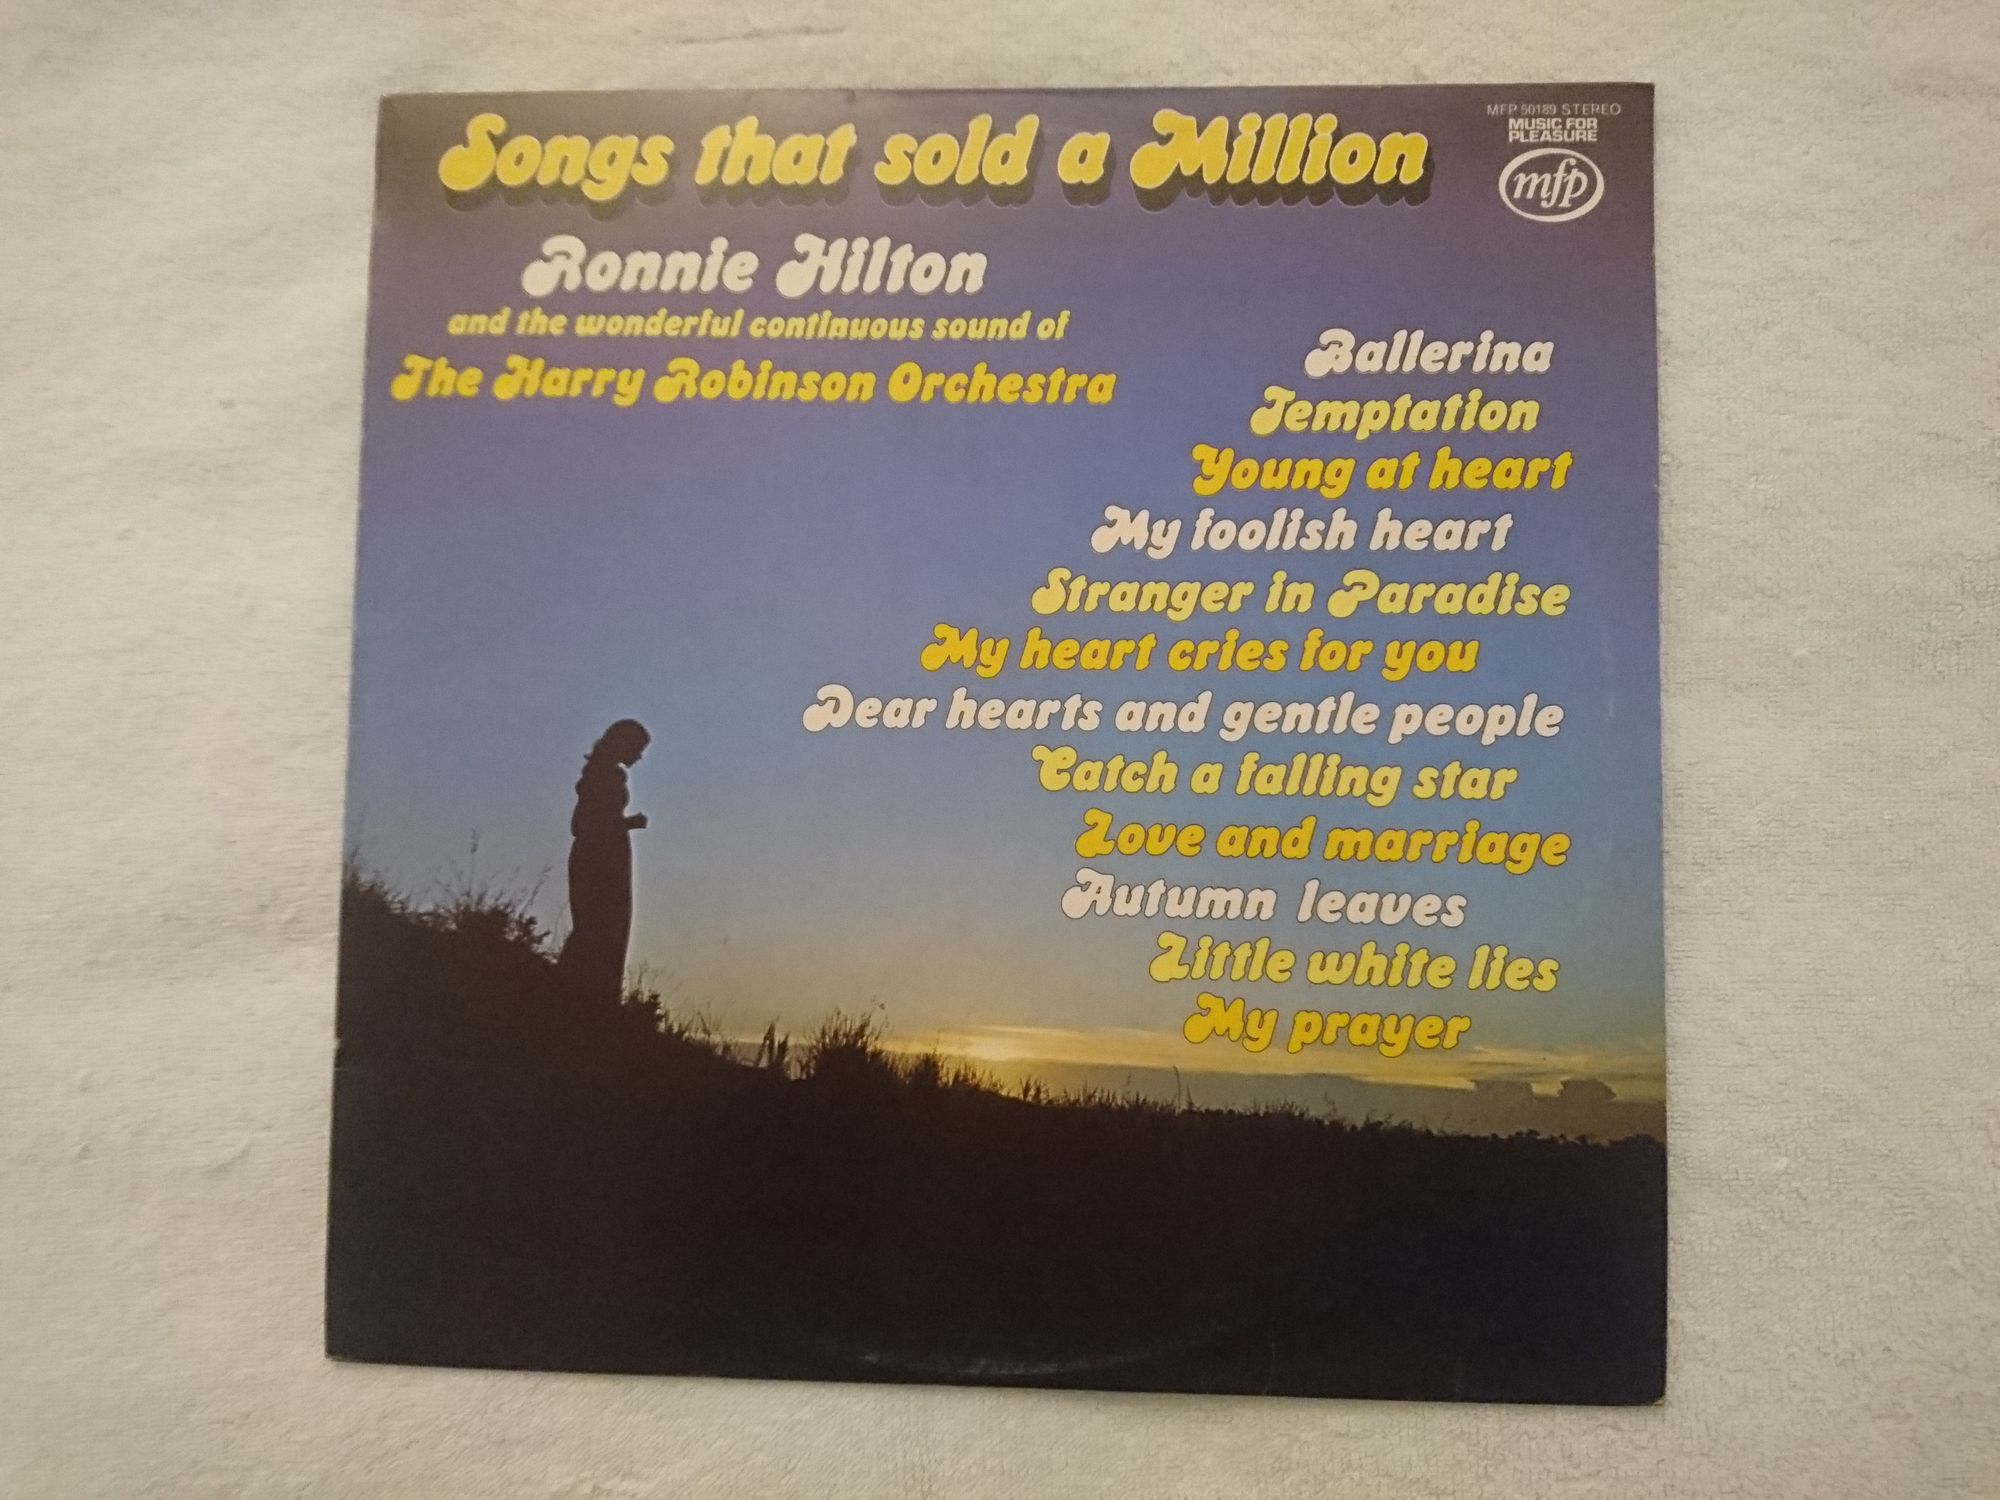 Songs that sold a Million
MFP 50189 STEREO
MUSIC FOR
PLEASURE
mfp
Ronnie Hilton
and the wonderful continuous sound of
The Harry Robinson Orchestra
Ballerina
Temptation
Young at heart
My foolish heart
Stranger in Paradise
My heart cries for you
Dear hearts and gentle people
Catch a falling star
Love and marriage
Autumn leaves
Little white lies
My prayer